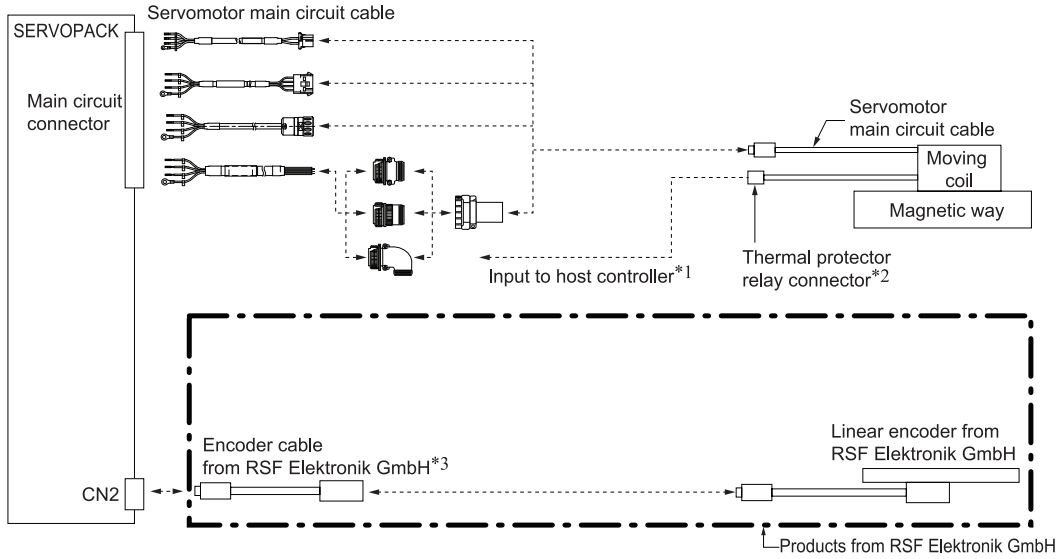 Servomotor main circuit cable
SERVOPACK
Main circuit
connector
Servomotor
main circuit cable
Moving
coil
Magnetic way
Thermal protector
relay connector*2
Input to host controller*1
Encoder cable
from RSF Elektronik GmbH*3
Linear encoder from
RSF Elektronik GmbH
CN2
Products from RSF Elektronik GmbH